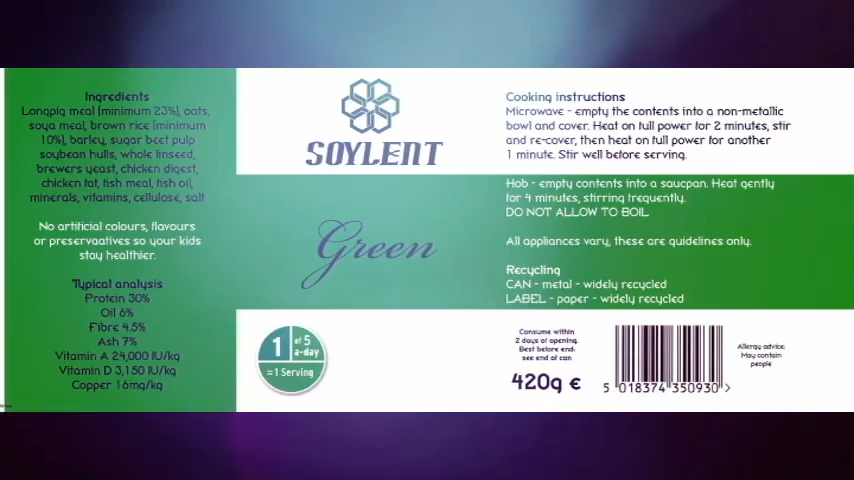 Ingredients
Longpig meal (minimum 23%), oats,
soya meal, brown rice (minimum
10%), barley, sugar beet pulp
soybean hulls, whole linseed,
brewers yeast, chicken digest,
chicken fat, fish meal, fish oil,
minerals, vitamins, cellulose, salt
No artificial colours, flavours
or preservaatives so your kids
stay healthier.
Typical analysis
Protein 30%
Oil 6%
Fibre 4.5%
Ash 7%
Vitamin A 24,000 IU/kg
Vitamin D 3,150 IU/kg
Copper 16mg/kg
SOYLENT
Green
1 of 5
a-day
=1 Serving
Cooking instructions
Microwave - empty the contents into a non-metallic
bowl and cover. Heat on full power for 2 minutes, stir
and re-cover, then heat on full power for another
1 minute. Stir well before serving.
Hob - empty contents into a saucpan. Heat gently
for 4 minutes, stirring frequently.
DO NOT ALLOW TO BOIL
All appliances vary, these are guidelines only.
Recycling
CAN - metal - widely recycled
LABEL - paper - widely recycled
Consume within
2 days of opening.
Best before end:
see end of can
420g e
5 018374 350930 >
Allergy advice:
May contain
people